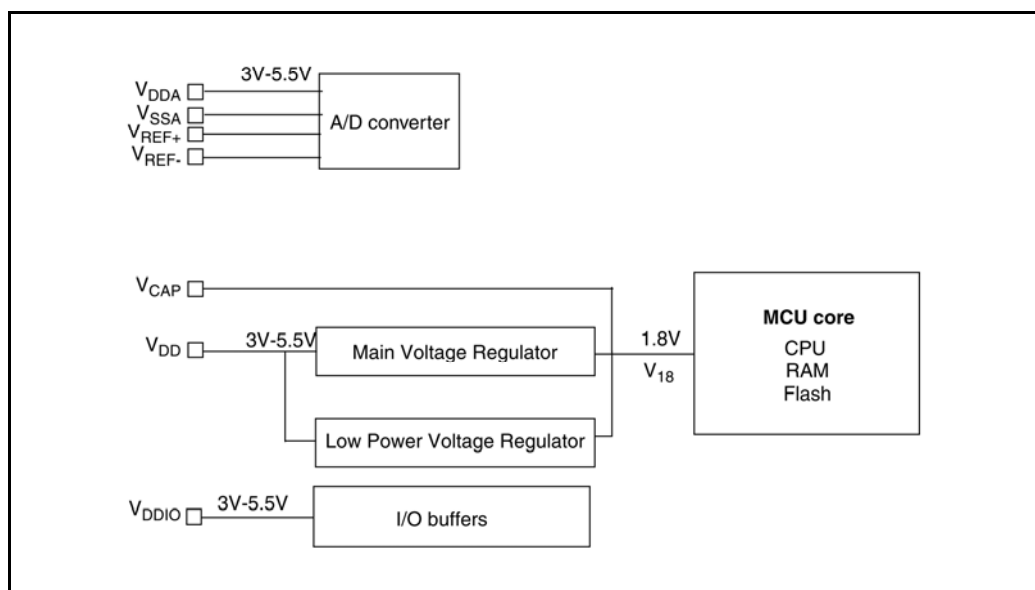 3V-5.5V
VDDA
VSSA
VREF+
VREF-
A/D converter
VCAP
VDD
3V-5.5V
Main Voltage Regulator
Low Power Voltage Regulator
1.8V
V18
MCU core
CPU
RAM
Flash
VDDIO
3V-5.5V
I/O buffers